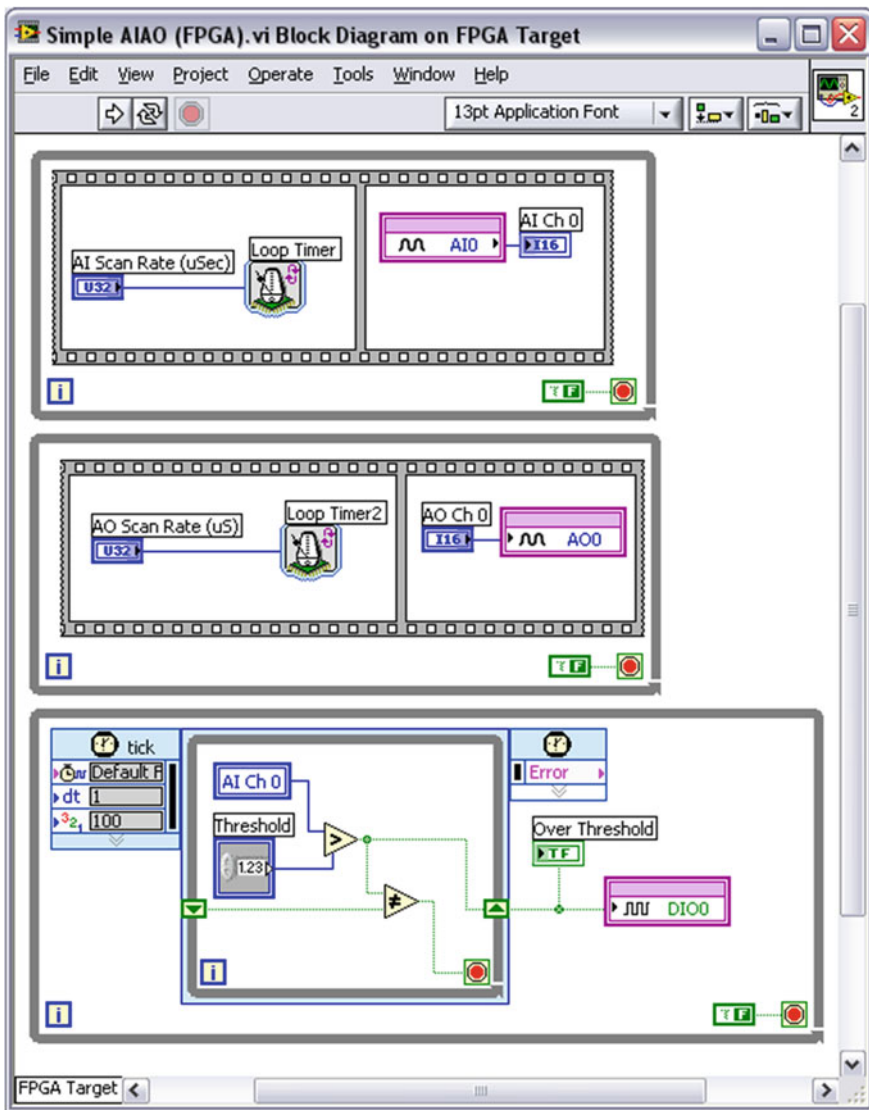 Simple AIAO (FPGA).vi Block Diagram on FPGA Target
File Edit View Project Operate Tools Window Help
13pt Application Font
2
AI Scan Rate (uSec)
U32
Loop Timer
AI0
AI Ch 0
I16
i
F
AO Scan Rate (uS)
U32
Loop Timer2
AO Ch 0
I16
AO0
i
F
tick
Default F
dt 1
321 100
AI Ch 0
Threshold
1.23
>
≠
i
Error
Over Threshold
TF
DIO0
i
F
FPGA Target